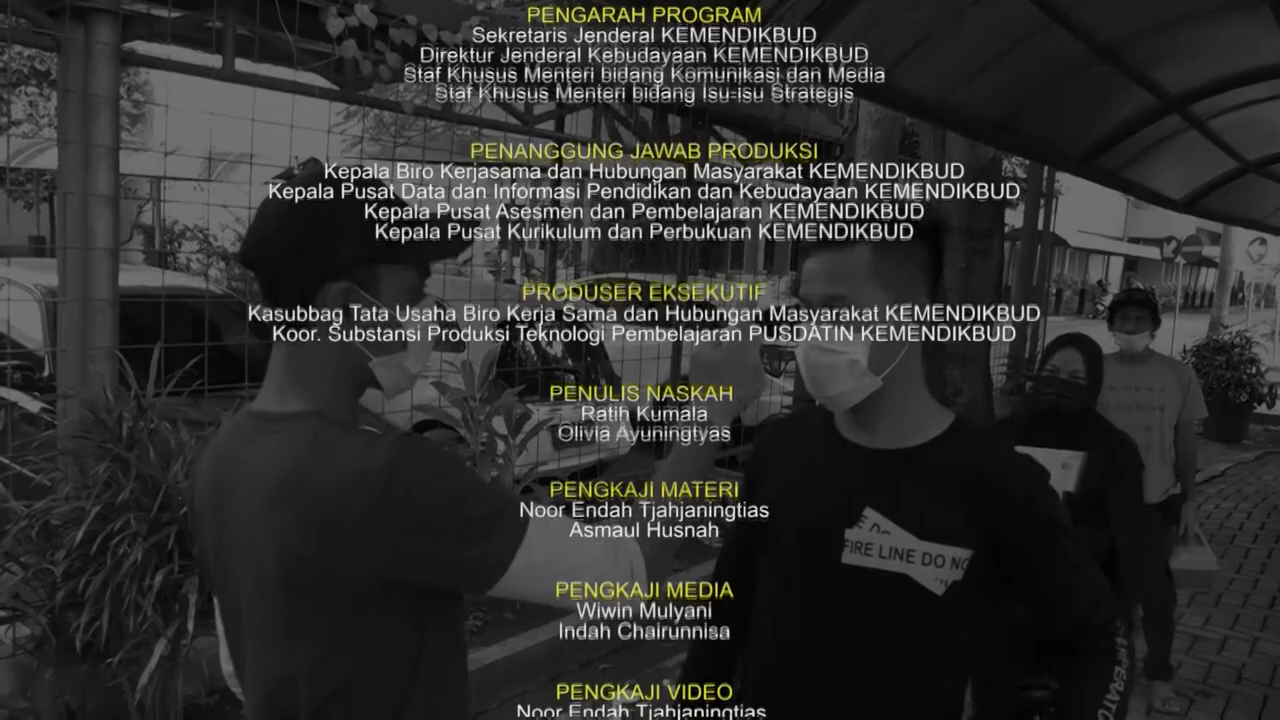 PENGARAH PROGRAM
Sekretaris Jenderal KEMENDIKBUD
Direktur Jenderal Kebudayaan KEMENDIKBUD
Staf Khusus Menteri bidang Komunikasi dan Media
Staf Khusus Menteri bidang Isu-isu Strategis
PENANGGUNG JAWAB PRODUKSI
Kepala Biro Kerjasama dan Hubungan Masyarakat KEMENDIKBUD
Kepala Pusat Data dan Informasi Pendidikan dan Kebudayaan KEMENDIKBUD
Kepala Pusat Asesmen dan Pembelajaran KEMENDIKBUD
Kepala Pusat Kurikulum dan Perbukuan KEMENDIKBUD
PRODUSER EKSEKUTIF
Kasubbag Tata Usaha Biro Kerja Sama dan Hubungan Masyarakat KEMENDIKBUD
Koor. Substansi Produksi Teknologi Pembelajaran PUSDATIN KEMENDIKBUD
PENULIS NASKAH
Ratih Kumala
Olivia Ayuningtyas
PENGKAJI MATERI
Noor Endah Tjahjaningtias
Asmaul Husnah
FIRE LINE DO NO
PENGKAJI MEDIA
Wiwin Mulyani
Indah Chairunnisa
PENGKAJI VIDEO
Noor Endah Tjahjaningtias